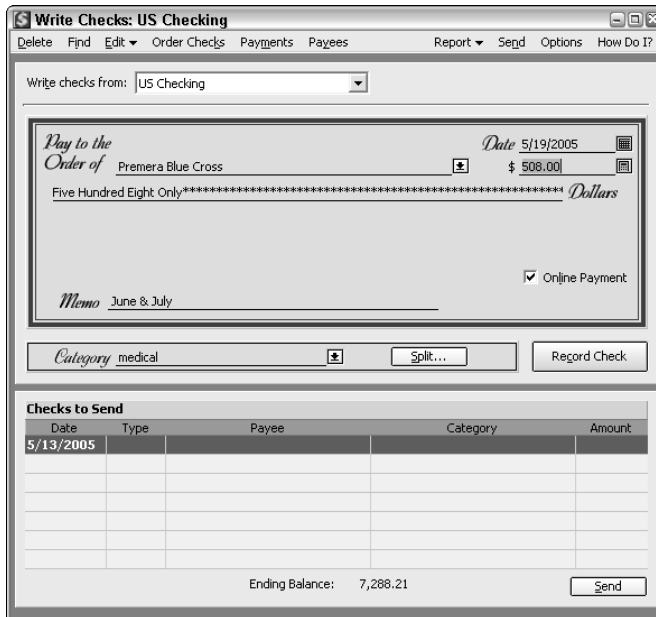 Write Checks: US Checking
Delete Find Edit Order Checks Payments Payees Report Send Options How Do I?
Write checks from: US Checking
Pay to the
Order of Premera Blue Cross
Date 5/19/2005
$ 508.00
Five Hundred Eight Only****************************************************************** Dollars
Online Payment
Memo June & July
Category medical Split... Record Check
Checks to Send
Date Type Payee Category Amount
5/13/2005
Ending Balance: 7,288.21 Send